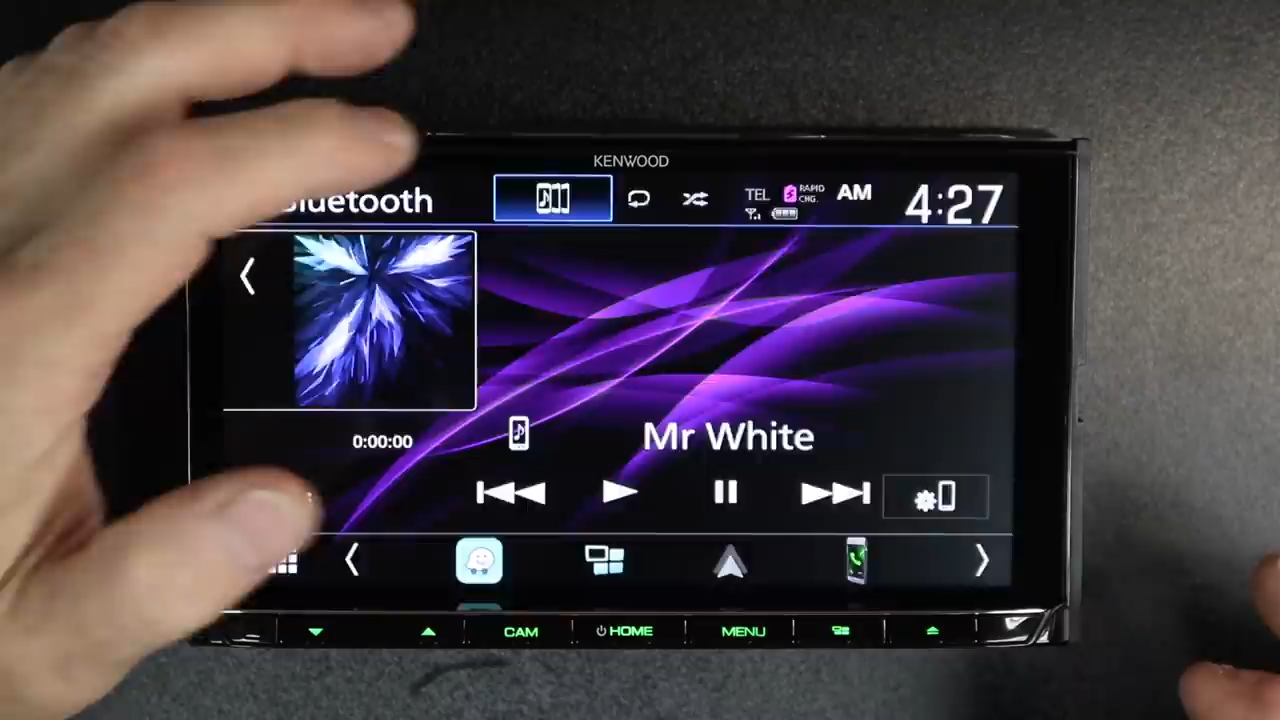 KENWOOD
Bluetooth
TEL
RAPID
CHG.
AM
4:27
0:00:00
Mr White
CAM
HOME
MENU